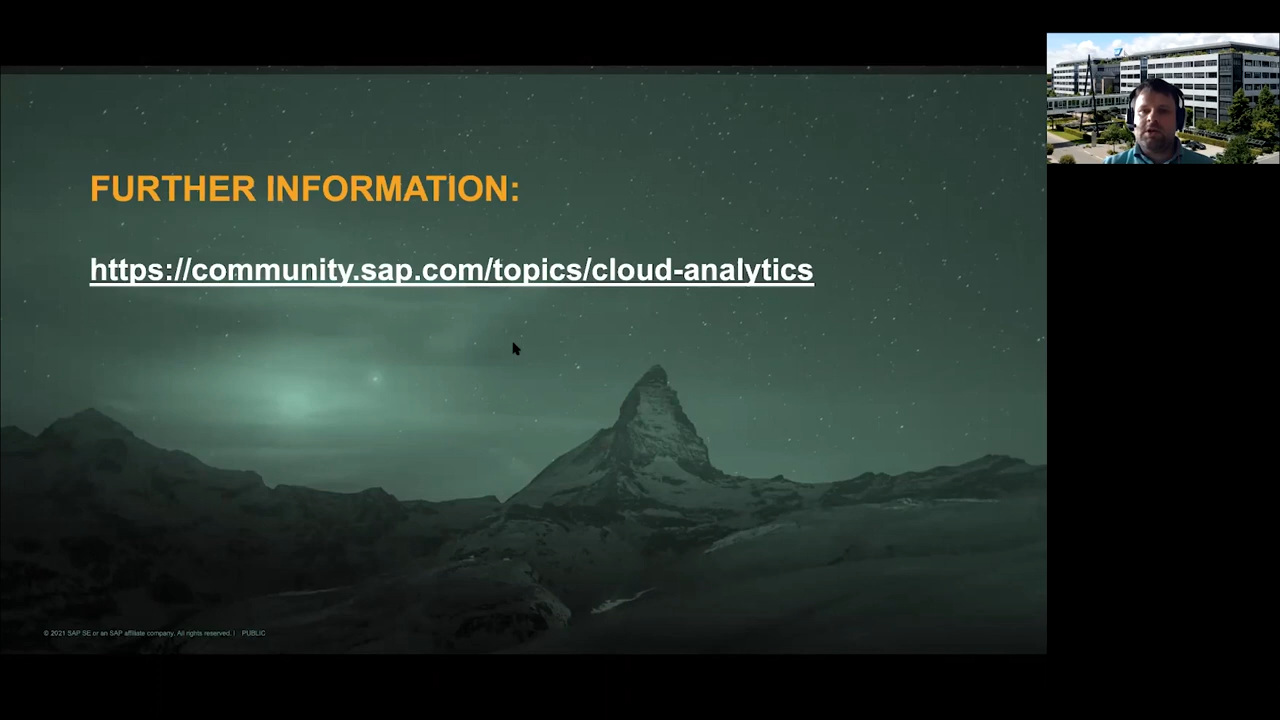 FURTHER INFORMATION:
https://community.sap.com/topics/cloud-analytics
© 2021 SAP SE or an SAP affiliate company. All rights reserved. | PUBLIC